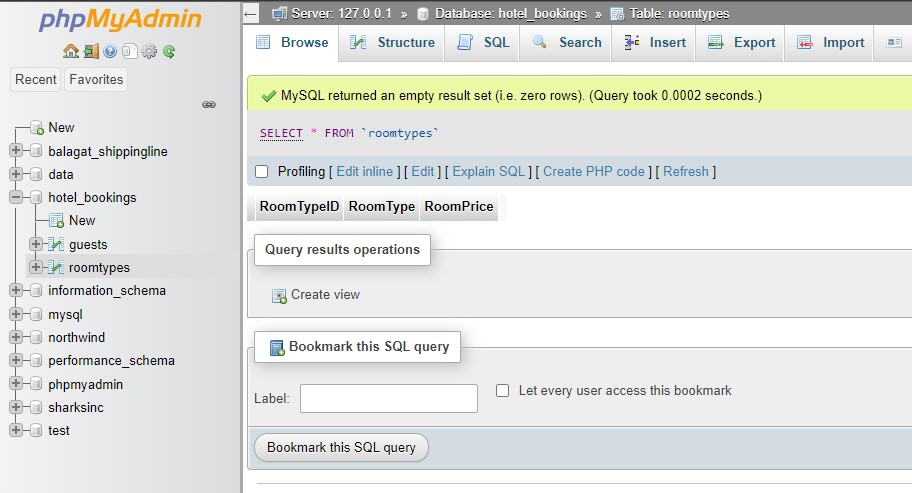 phpMyAdmin
Recent Favorites
New
balagat_shippingline
data
hotel_bookings
New
guests
roomtypes
information_schema
mysql
northwind
performance_schema
phpmyadmin
sharksinc
test
Server: 127.0.0.1 » Database: hotel_bookings » Table: roomtypes
Browse Structure SQL Search Insert Export Import
MySQL returned an empty result set (i.e. zero rows). (Query took 0.0002 seconds.)
SELECT * FROM `roomtypes`
Profiling [ Edit inline ] [ Edit ] [ Explain SQL ] [ Create PHP code ] [ Refresh ]
RoomTypeID RoomType RoomPrice
Query results operations
Create view
Bookmark this SQL query
Label: Let every user access this bookmark
Bookmark this SQL query